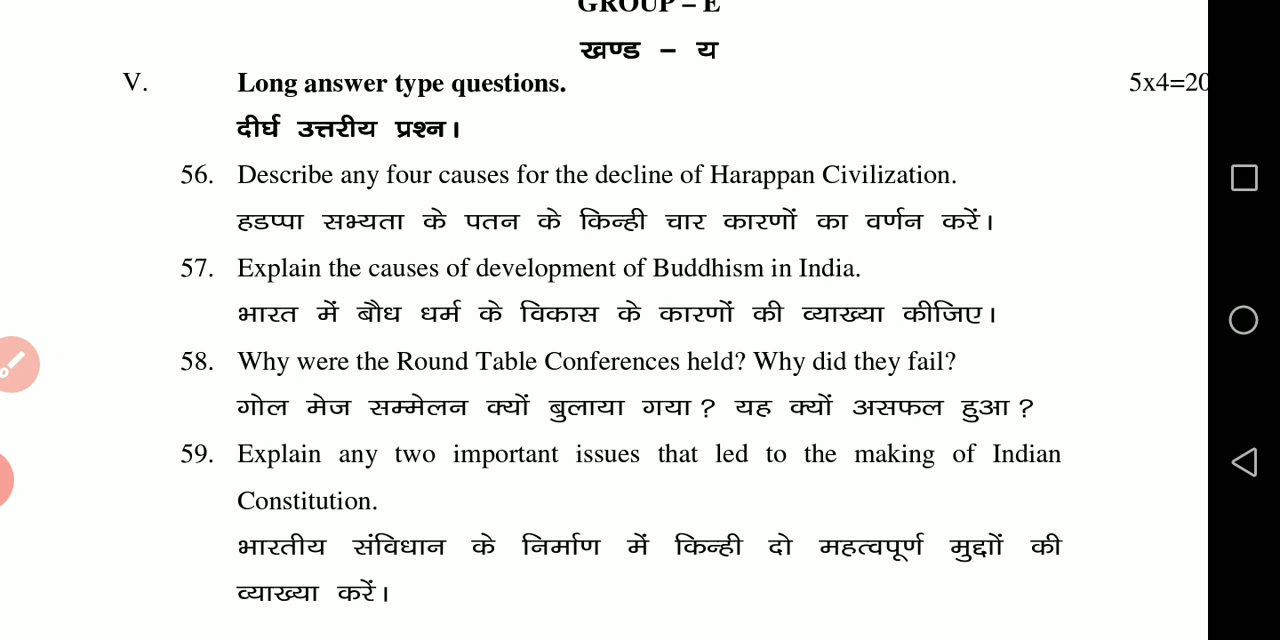 GROUP – E
खण्ड – य
V. Long answer type questions. 5x4=20
दीर्घ उत्तरीय प्रश्न।
56. Describe any four causes for the decline of Harappan Civilization.
हडप्पा सभ्यता के पतन के किन्ही चार कारणों का वर्णन करें।
57. Explain the causes of development of Buddhism in India.
भारत में बौध धर्म के विकास के कारणों की व्याख्या कीजिए।
58. Why were the Round Table Conferences held? Why did they fail?
गोल मेज सम्मेलन क्यों बुलाया गया? यह क्यों असफल हुआ?
59. Explain any two important issues that led to the making of Indian
Constitution.
भारतीय संविधान के निर्माण में किन्ही दो महत्वपूर्ण मुद्दाों की
व्याख्या करें।